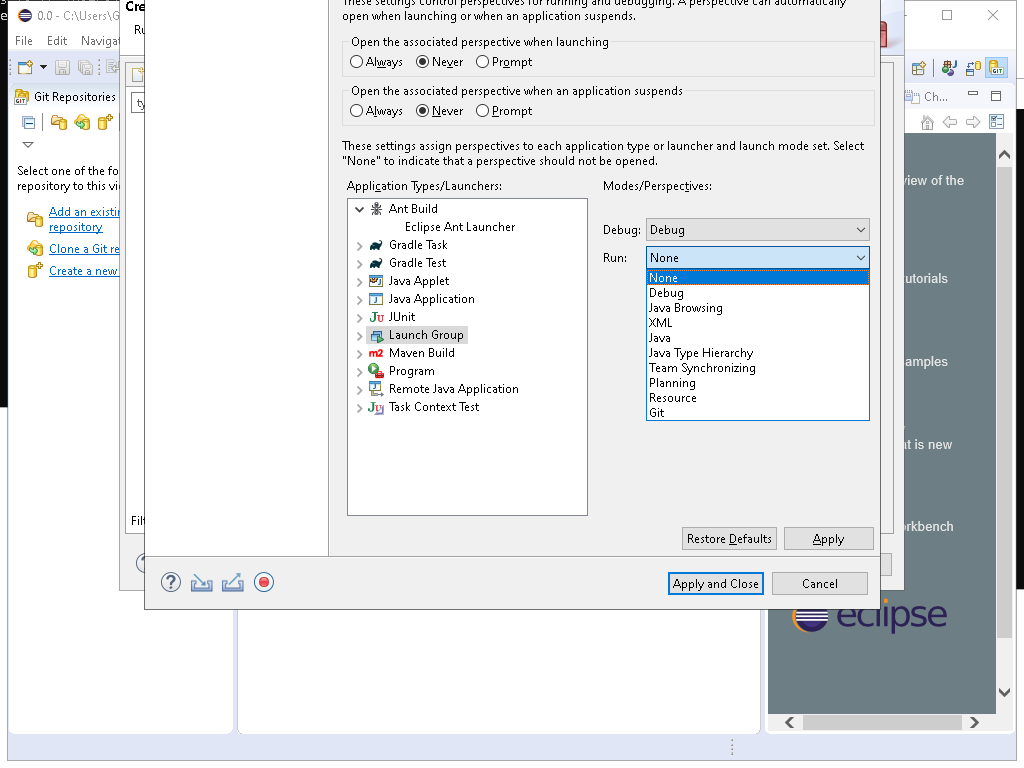 0.0 - C:\Users\G
File Edit Naviga
Git Repositories
Select one of the fo
repository to this vi
Add an existin
repository
Clone a Git re
Create a new
Cre
Ru
ty
Filt
These settings control perspectives for running and debugging. A perspective can automatically
open when launching or when an application suspends.
Open the associated perspective when launching
Always Never Prompt
Open the associated perspective when an application suspends
Always Never Prompt
These settings assign perspectives to each application type or launcher and launch mode set. Select
"None" to indicate that a perspective should not be opened.
Application Types/Launchers:
Ant Build
Eclipse Ant Launcher
Gradle Task
Gradle Test
Java Applet
Java Application
JUnit
Launch Group
Maven Build
Program
Remote Java Application
Task Context Test
Modes/Perspectives:
Debug: Debug
Run: None
None
Debug
Java Browsing
XML
Java
Java Type Hierarchy
Team Synchronizing
Planning
Resource
Git
Restore Defaults Apply
Apply and Close Cancel
Ch...
view of the
utorials
amples
at is new
orkbench
eclipse